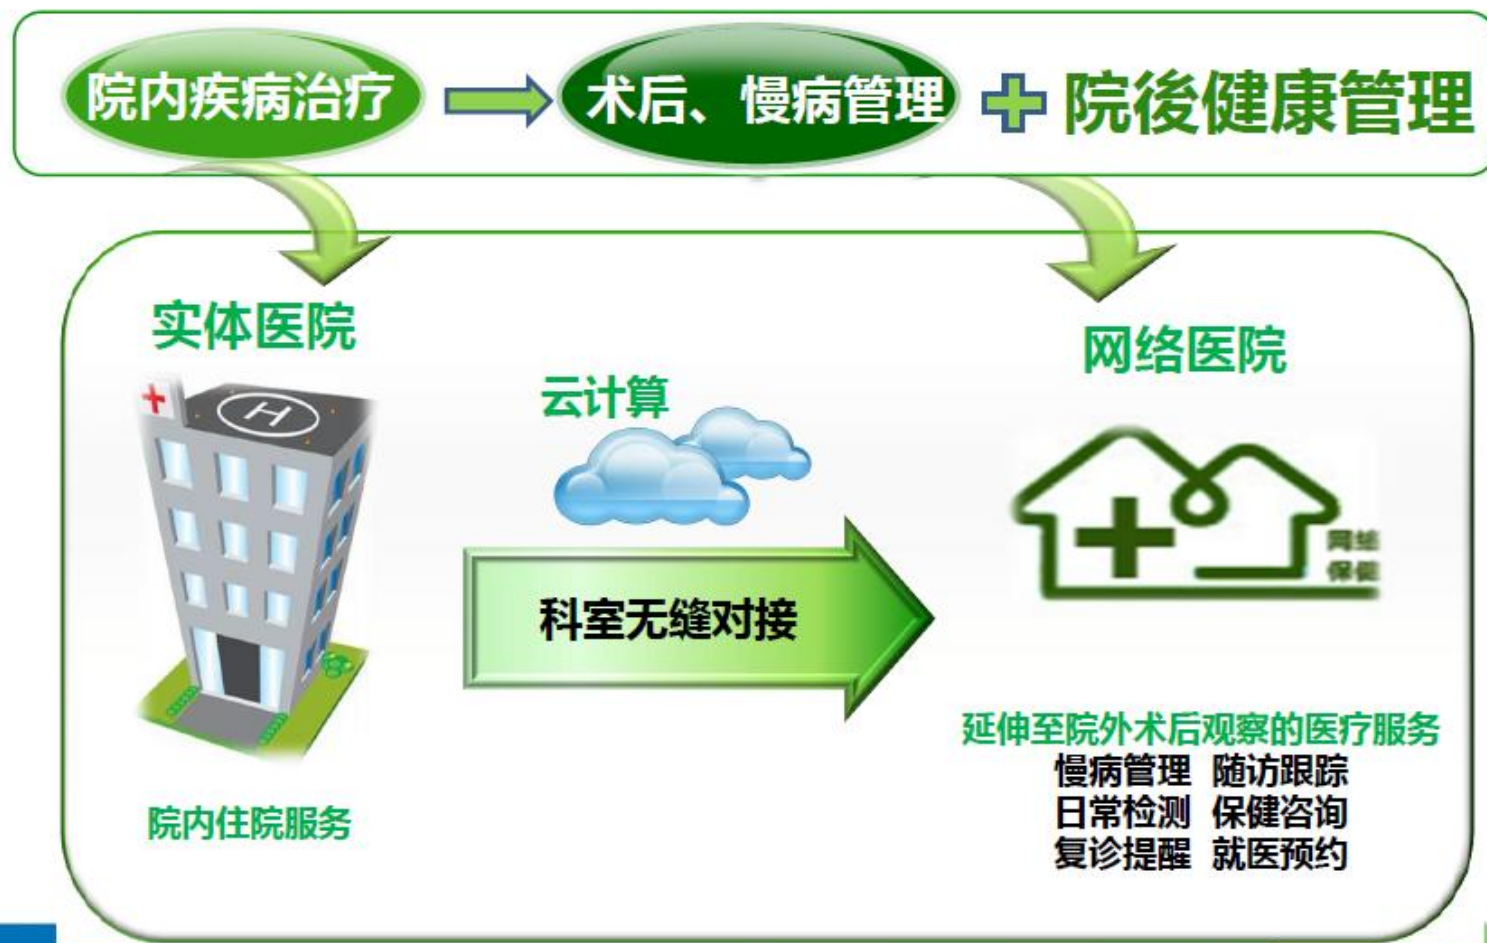 院内疾病治疗
术后、慢病管理
院後健康管理
实体医院
网络医院
云计算
H
网络
保健
科室无缝对接
延伸至院外术后观察的医疗服务
慢病管理 随访跟踪
日常检测 保健咨询
复诊提醒 就医预约
院内住院服务